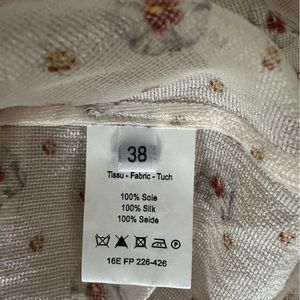 38
Tissu - Fabric - Tuch
100% Soie
100% Silk
100% Seide
P
16E FP 226-426